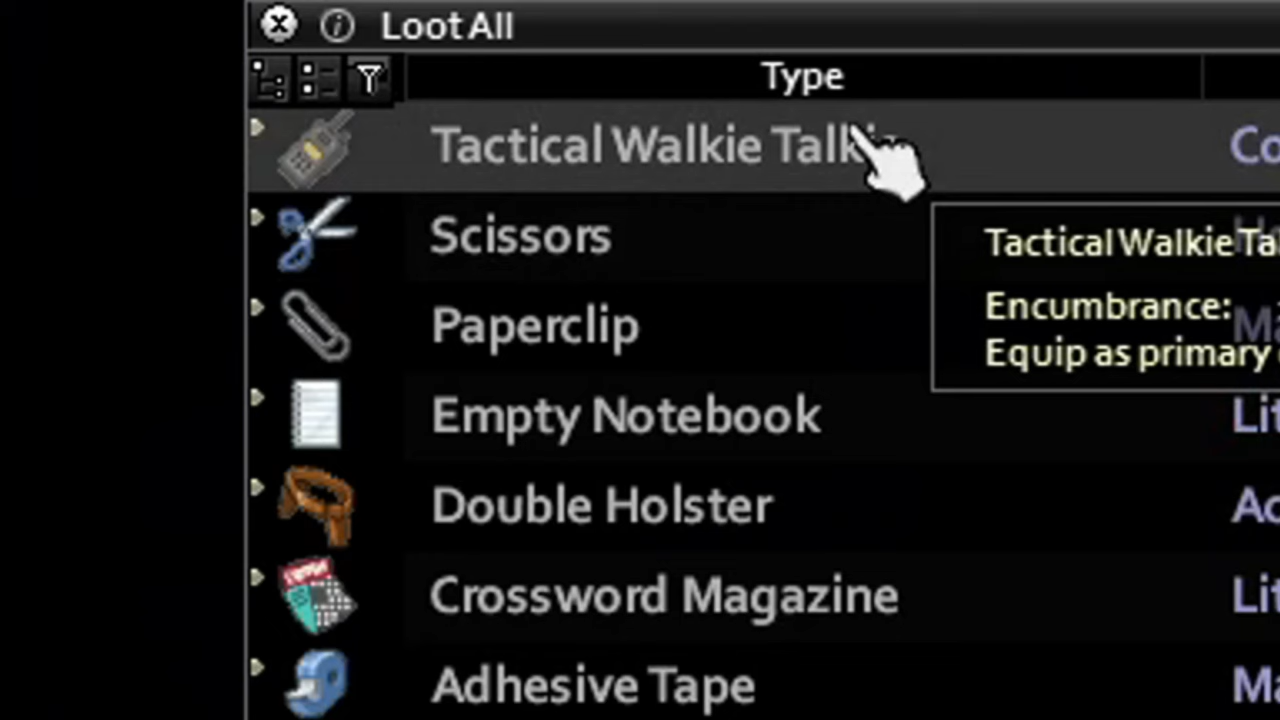 Loot All
Type
Tactical Walkie Talkie
Scissors
Tactical Walkie Ta
Encumbrance:
Equip as primary
Paperclip
Empty Notebook
Double Holster
Crossword Magazine
Adhesive Tape